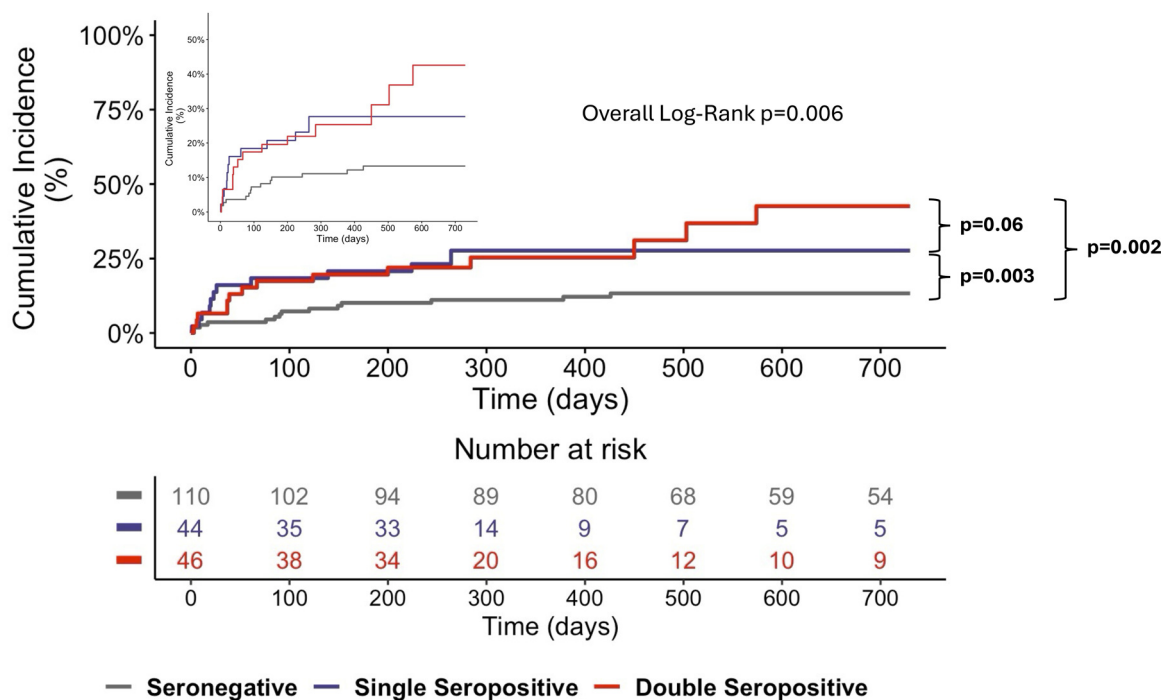 100%
75%
50%
25%
0%
Cumulative Incidence
(%)
50%
40%
30%
20%
10%
0%
Cumulative Incidence
(%)
0 100 200 300 400 500 600 700
Time (days)
Overall Log-Rank p=0.006
p=0.06
p=0.003
p=0.002
0 100 200 300 400 500 600 700
Time (days)
Number at risk
110 102 94 89 80 68 59 54
44 35 33 14 9 7 5 5
46 38 34 20 16 12 10 9
0 100 200 300 400 500 600 700
Time (days)
Seronegative Single Seropositive Double Seropositive